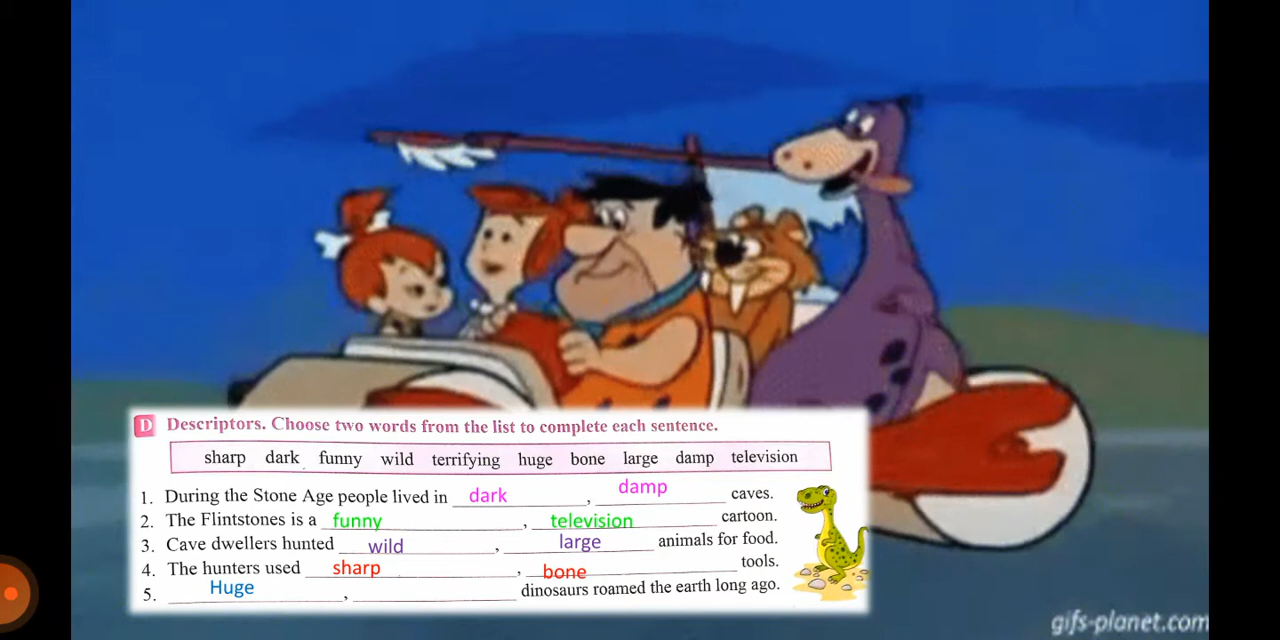 D Descriptors. Choose two words from the list to complete each sentence.
sharp dark funny wild terrifying huge bone large damp television
1. During the Stone Age people lived in dark, damp caves.
2. The Flintstones is a funny, television cartoon.
3. Cave dwellers hunted wild, large animals for food.
4. The hunters used sharp, bone tools.
5. Huge, ____ dinosaurs roamed the earth long ago.
gifs-planet.com